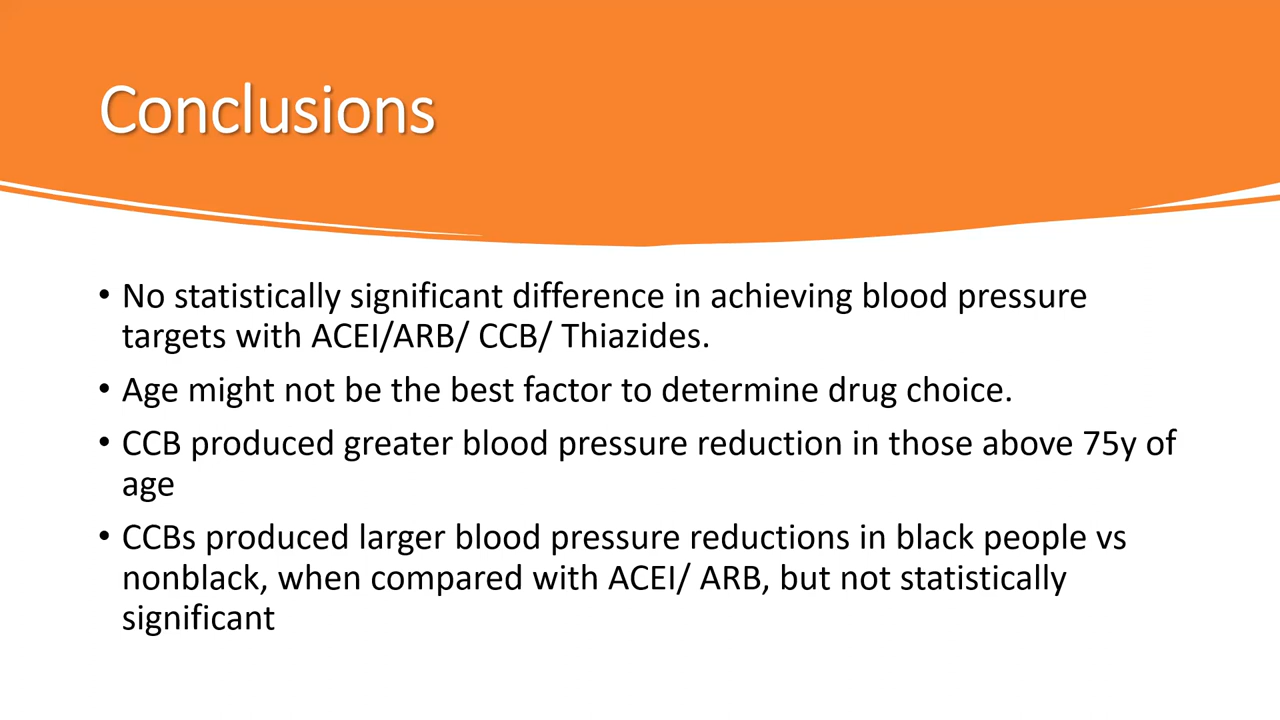 Conclusions
• No statistically significant difference in achieving blood pressure
targets with ACEI/ARB/ CCB/ Thiazides.
• Age might not be the best factor to determine drug choice.
• CCB produced greater blood pressure reduction in those above 75y of
age
• CCBs produced larger blood pressure reductions in black people vs
nonblack, when compared with ACEI/ ARB, but not statistically
significant